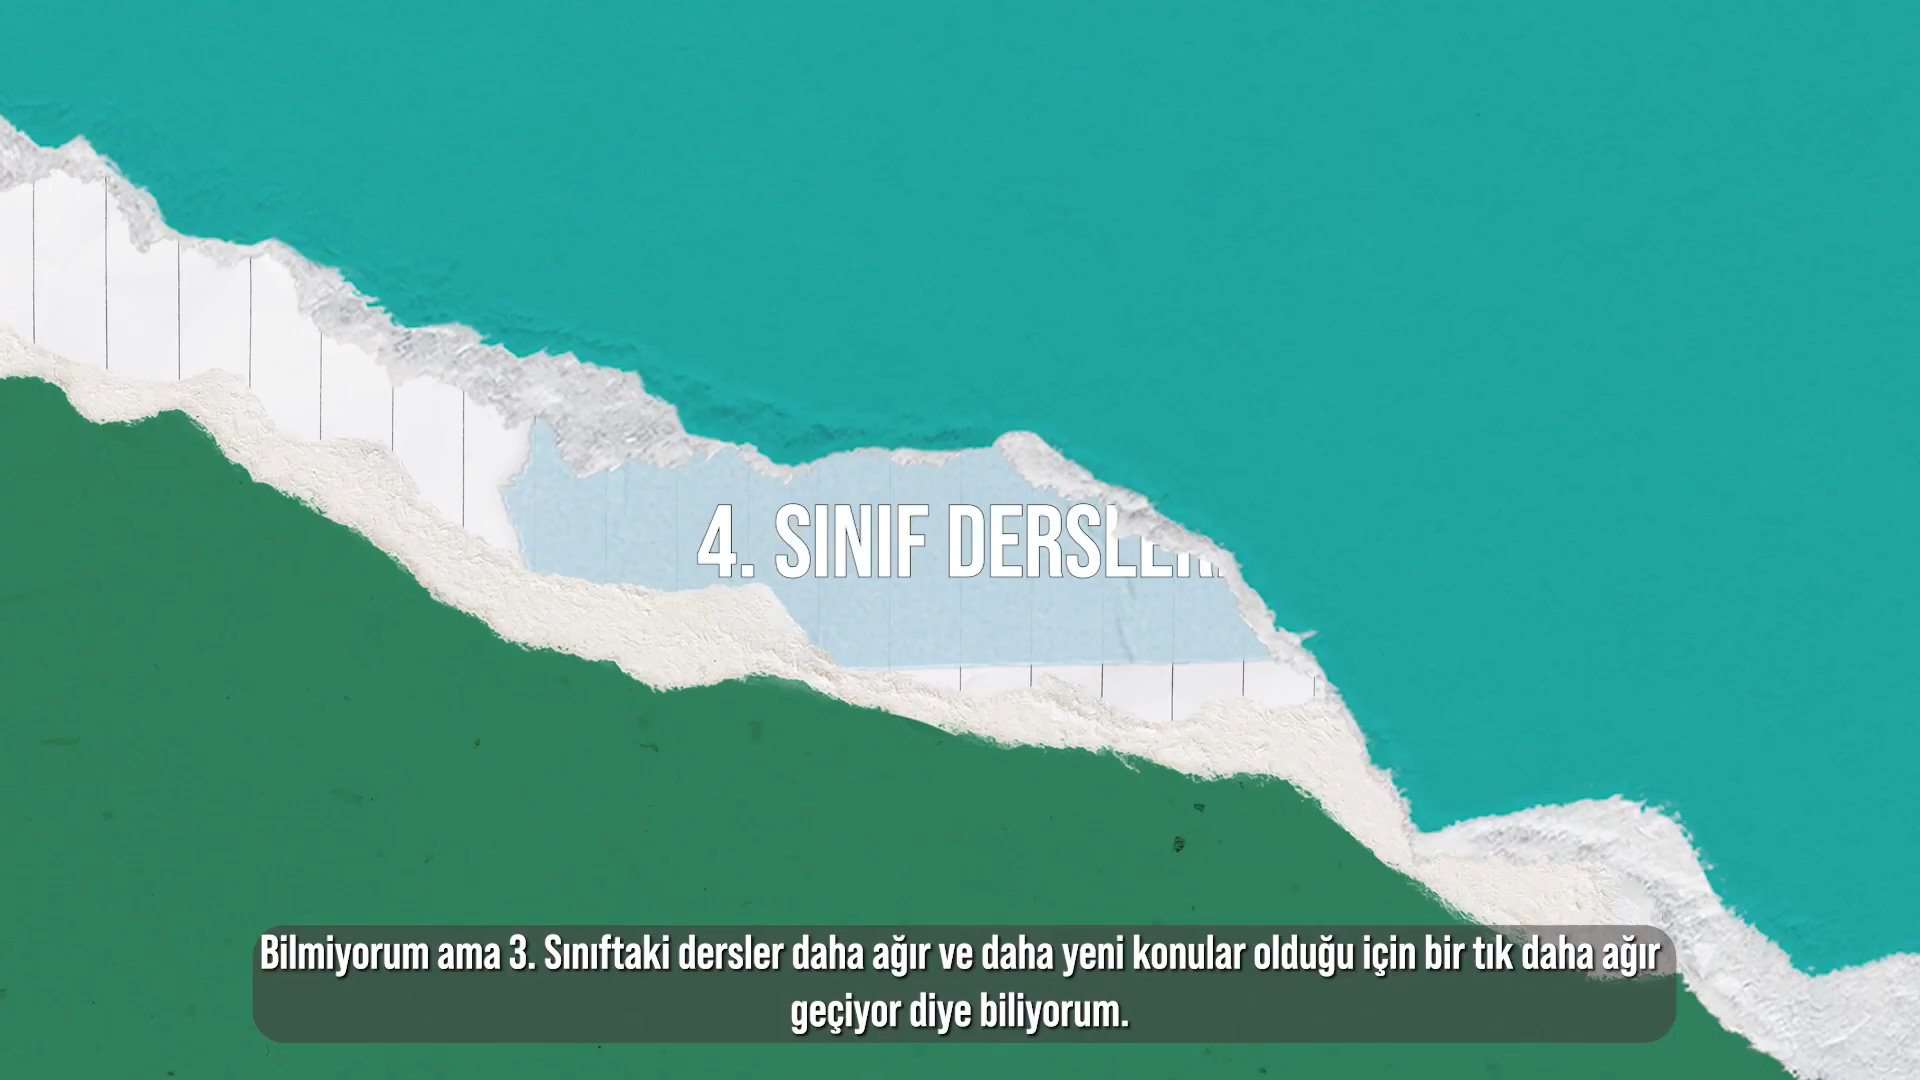 4. SINIF DERSLERİ
Bilmiyorum ama 3. Sınıftaki dersler daha ağır ve daha yeni konular olduğu için bir tık daha ağır
geçiyor diye biliyorum.